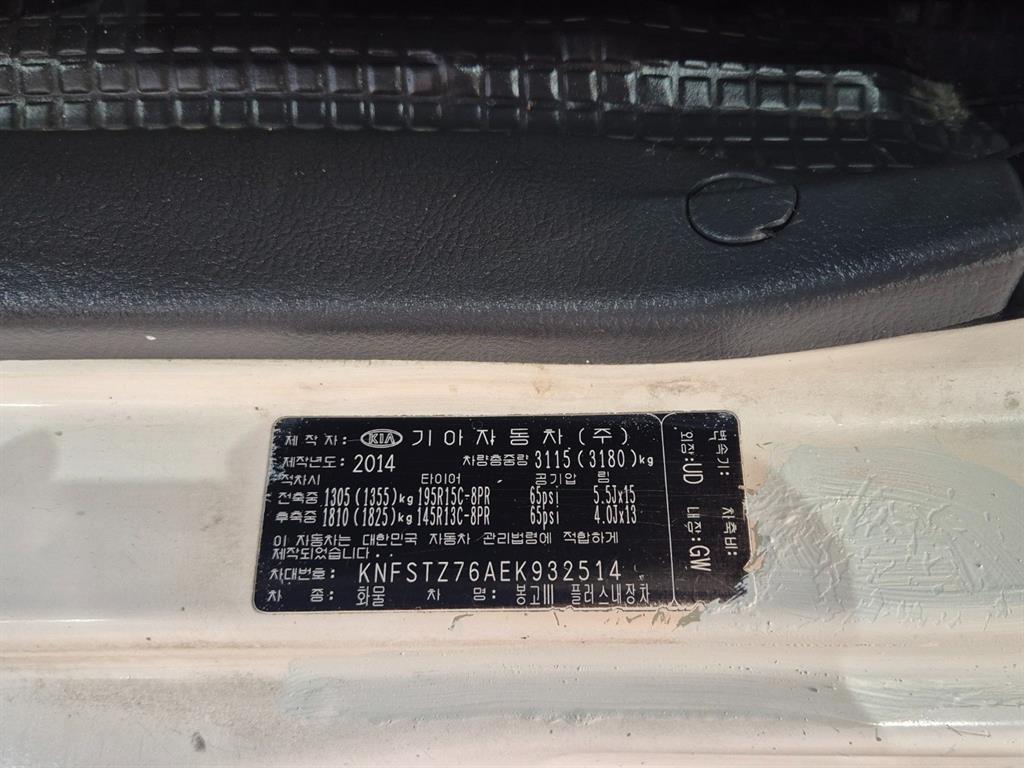 제작자: KIA 기아자동차(주)
제작년도: 2014 차량총중량 3115(3180)kg
적차시 타이어 공기압 림
전축중 1305(1355)kg 195R15C-8PR 65psi 5.5Jx15
후축중 1810(1825)kg 145R13C-8PR 65psi 4.0Jx13
이 자동차는 대한민국 자동차 관리법령에 적합하게
제작되었습니다.
차대번호: KNFSTZ76AEK932514
차 종: 화물 차 명: 봉고III 플러스내장차
변속기: 차축비:
외장:UD 내장:GW